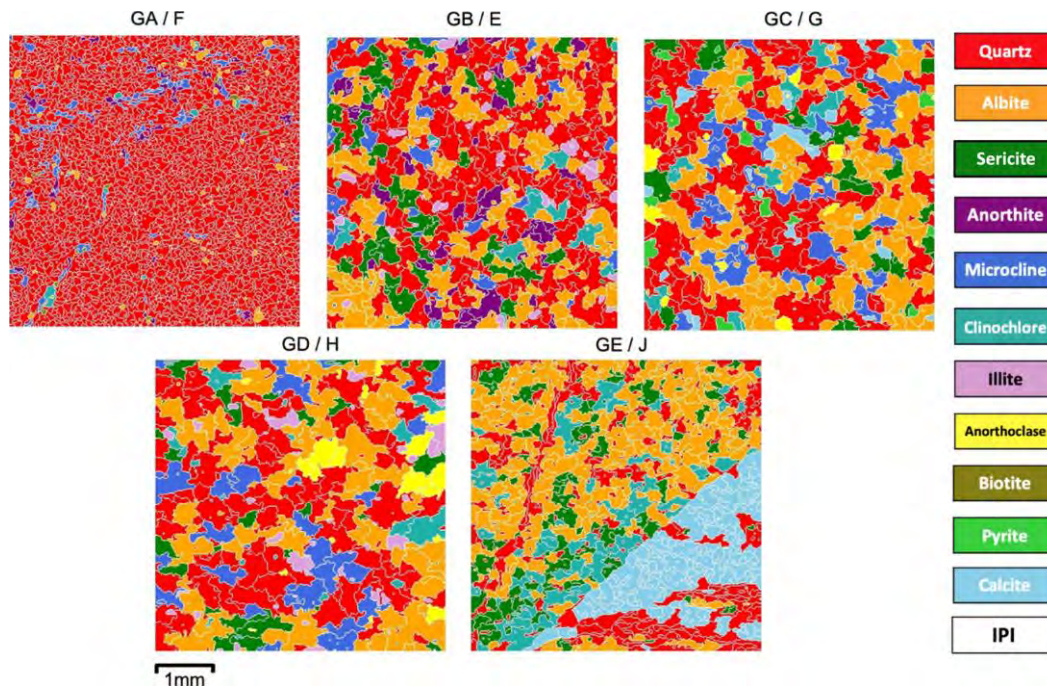 GA / F
GB / E
GC / G
GD / H
GE / J
1mm
Quartz
Albite
Sericite
Anorthite
Microcline
Clinochlore
Illite
Anorthoclase
Biotite
Pyrite
Calcite
IPI